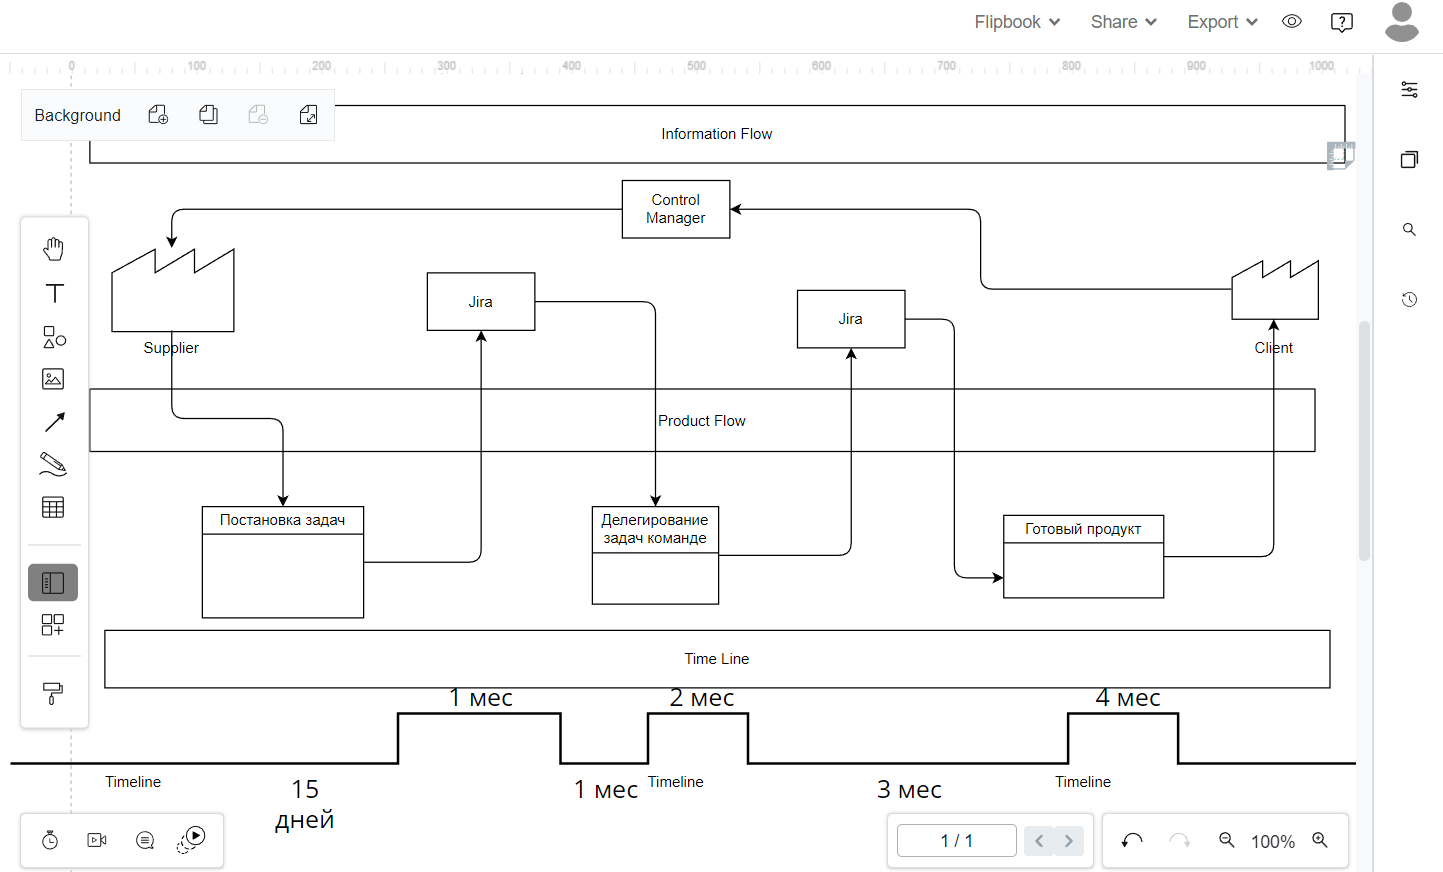 Flipbook Share Export
0 100 200 300 400 500 600 700 800 900 1000
Background
Information Flow
Control
Manager
Jira
Jira
Supplier
Client
Product Flow
Постановка задач
Делегирование
задач команде
Готовый продукт
Time Line
1 мес 2 мес 4 мес
Timeline
15
дней
1 мес
Timeline
3 мес
Timeline
1 / 1
100%